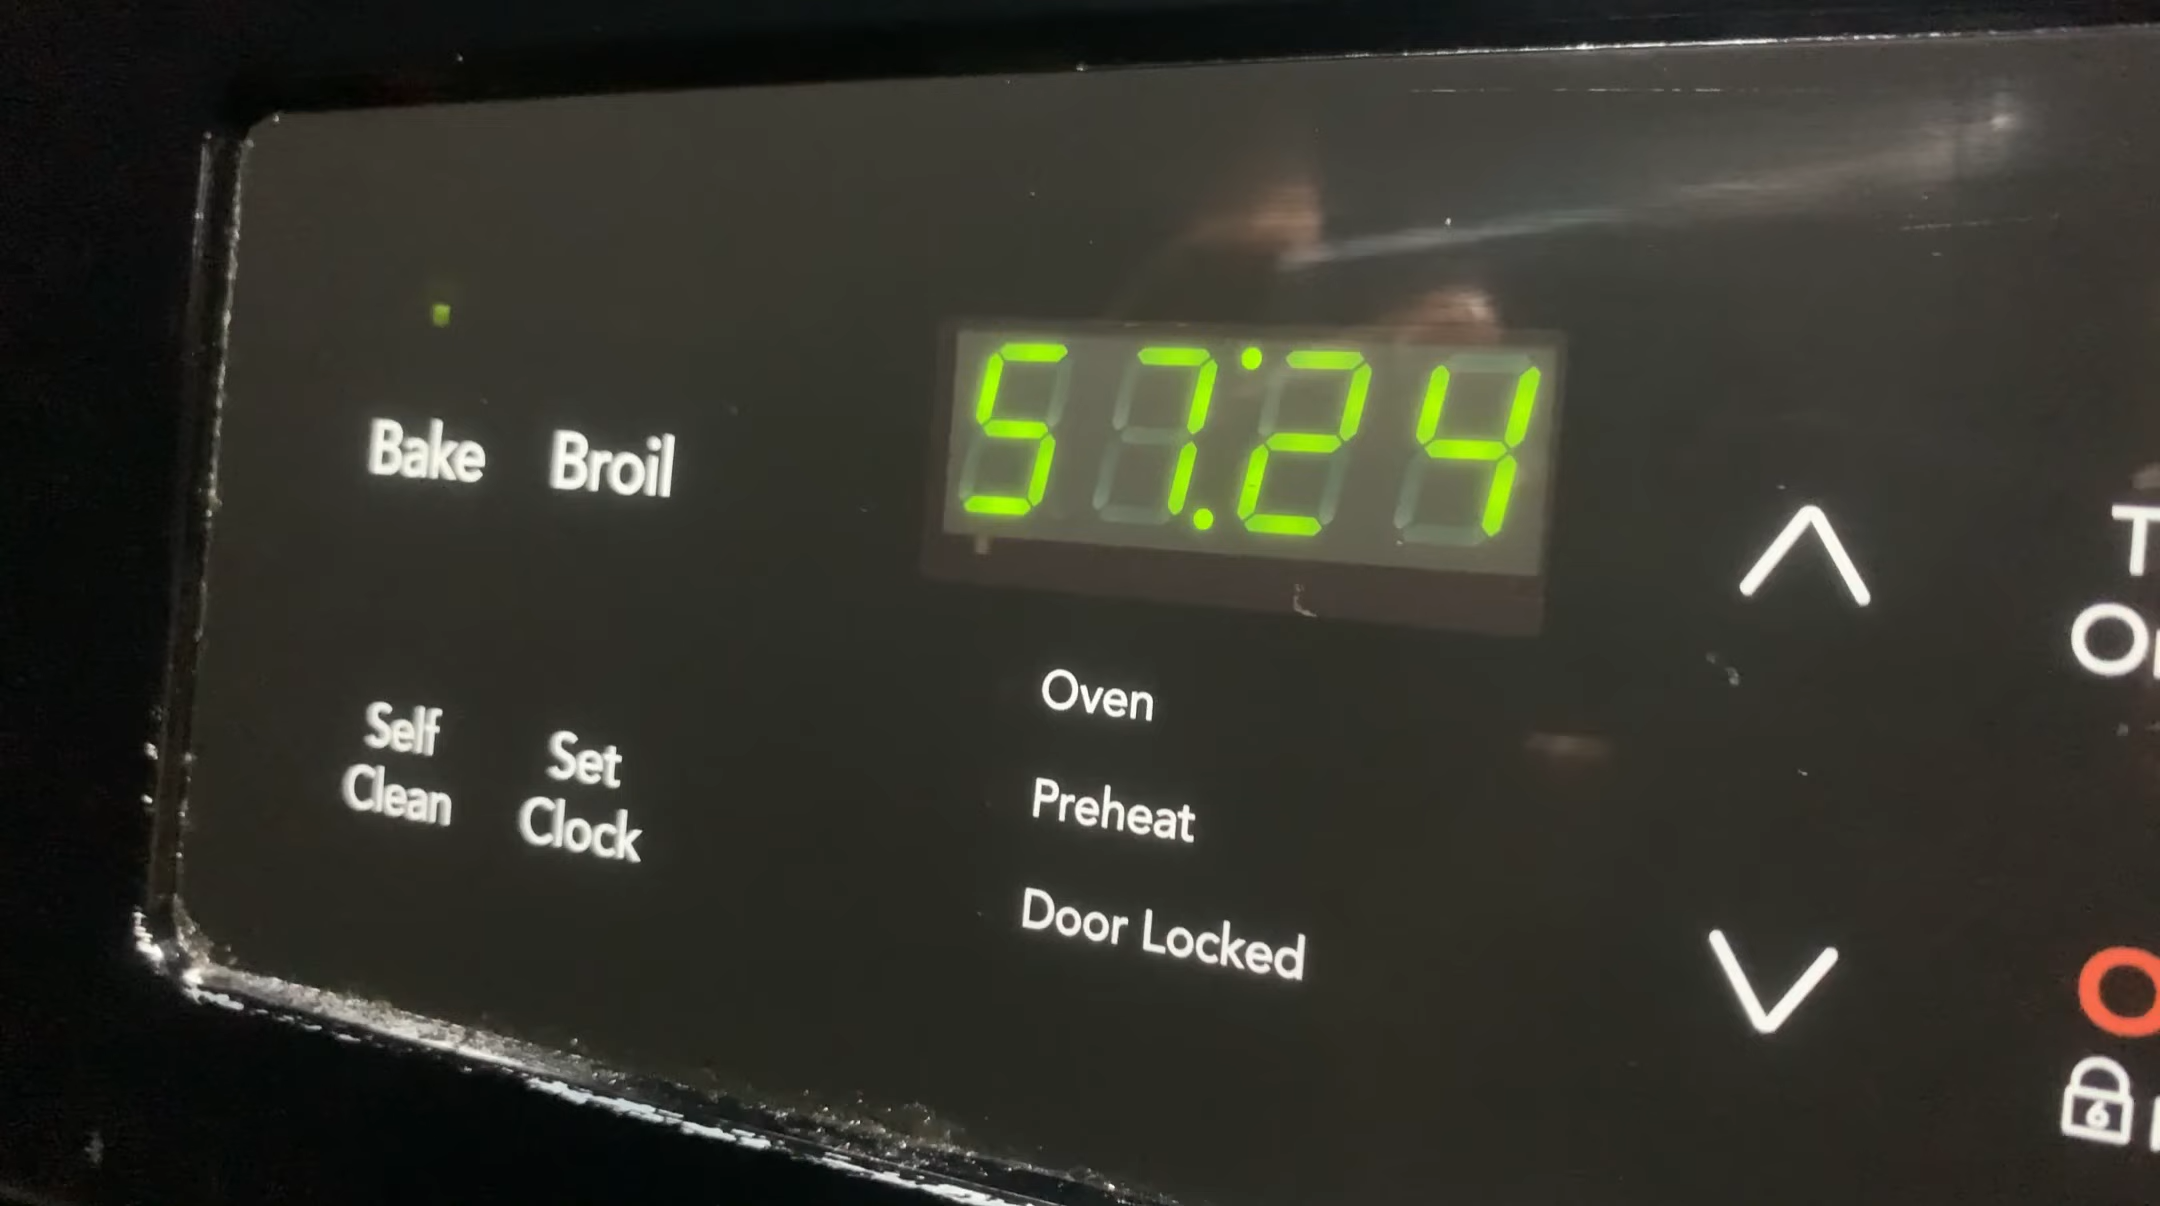 57:24
Bake Broil
Oven
Self
Clean
Set
Clock
Preheat
Door Locked